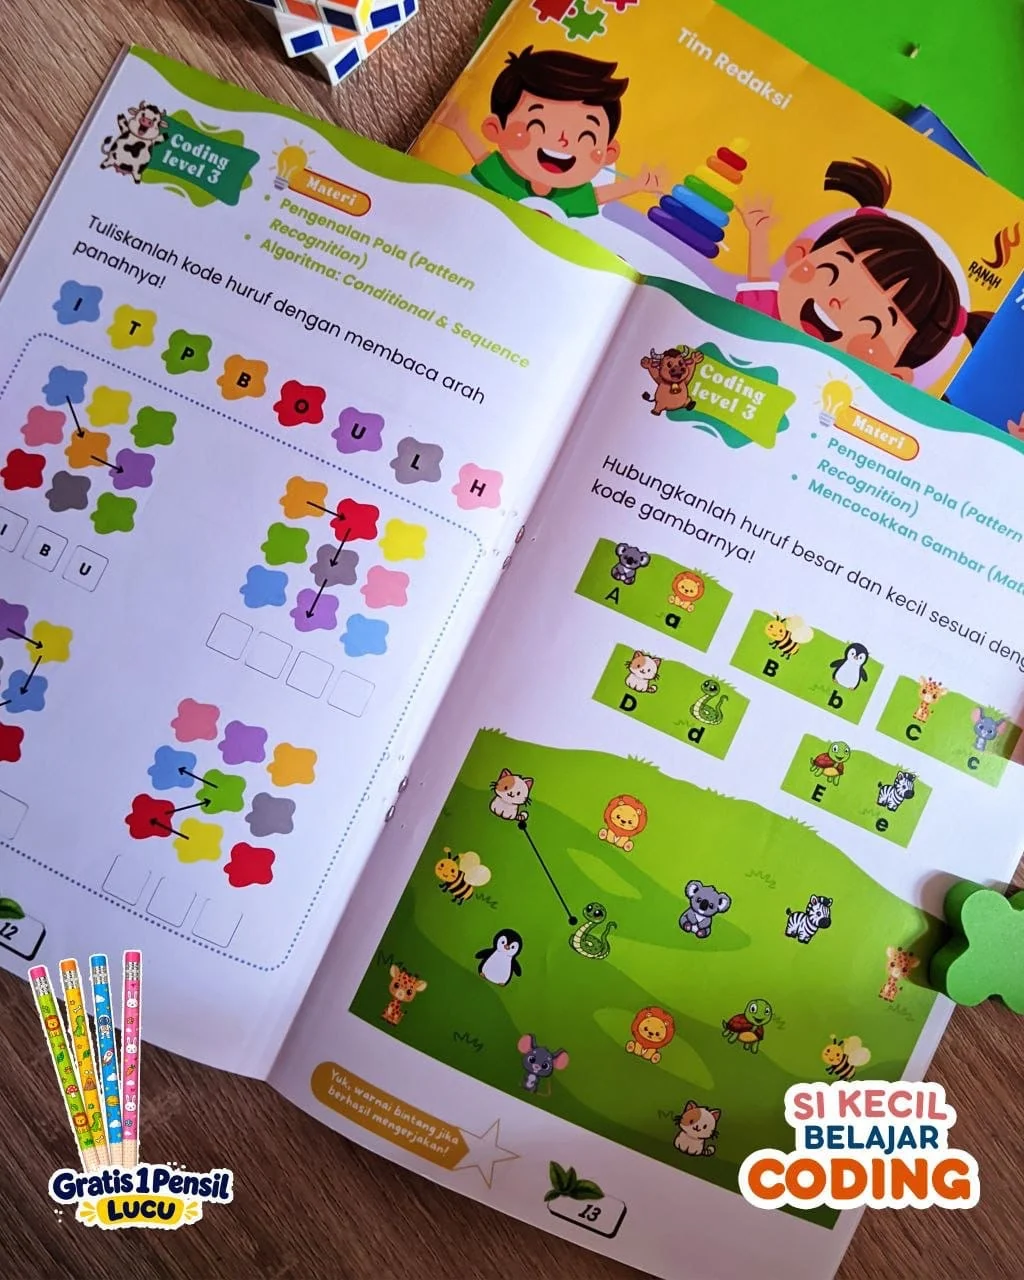 Tim Redaksi
RANAH
Coding
level 3
Materi
Pengenalan Pola (Pattern
Recognition)
Algoritma: Conditional & Sequence
Tuliskanlah kode huruf dengan membaca arah
panahnya!
I T P B O U L H
I B U
12
Coding
level 3
Materi
Pengenalan Pola (Pattern
Recognition)
Mencocokkan Gambar
Hubungkanlah huruf besar dan kecil sesuai
kode gambarnya!
A a
B b
C c
D d
E e
Yuk, warnai bintang jika
berhasil mengerjakan!
13
Gratis 1 Pensil
LUCU
SI KECIL
BELAJAR
CODING